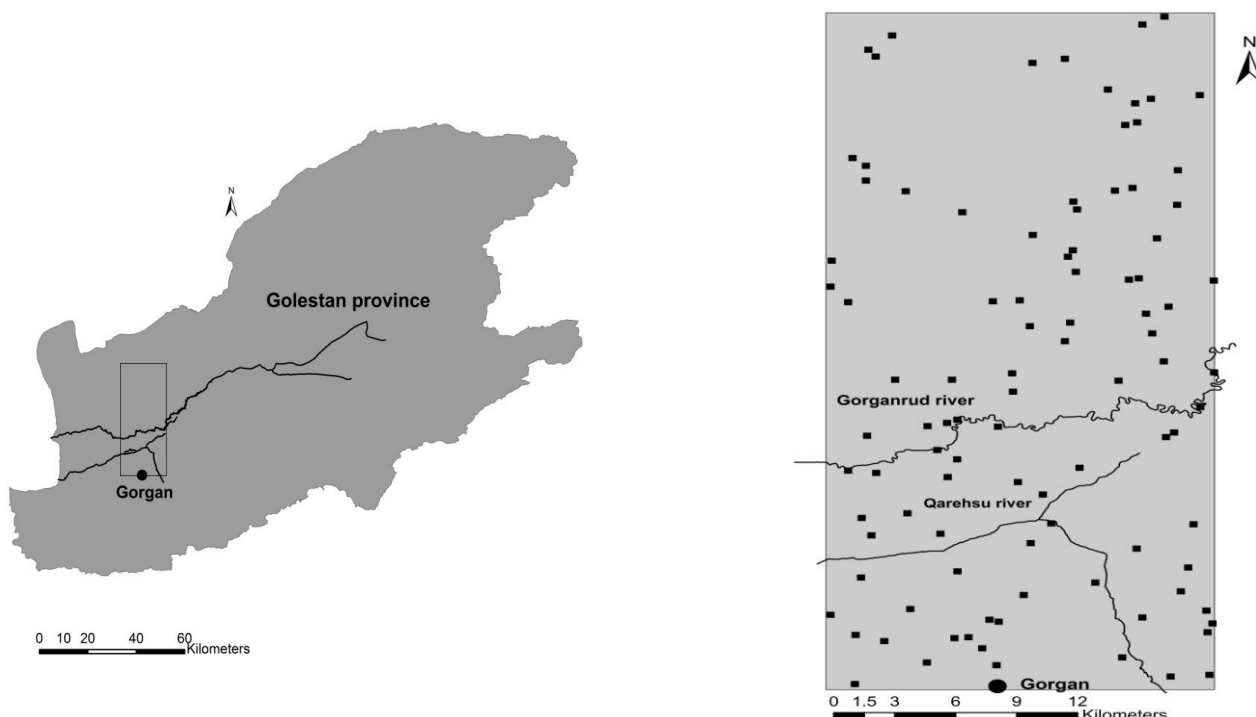 N
Golestan province
Gorgan
0 10 20 40 60
Kilometers
N
Gorganrud river
Qarehsu river
Gorgan
0 1.5 3 6 9 12
Kilometers